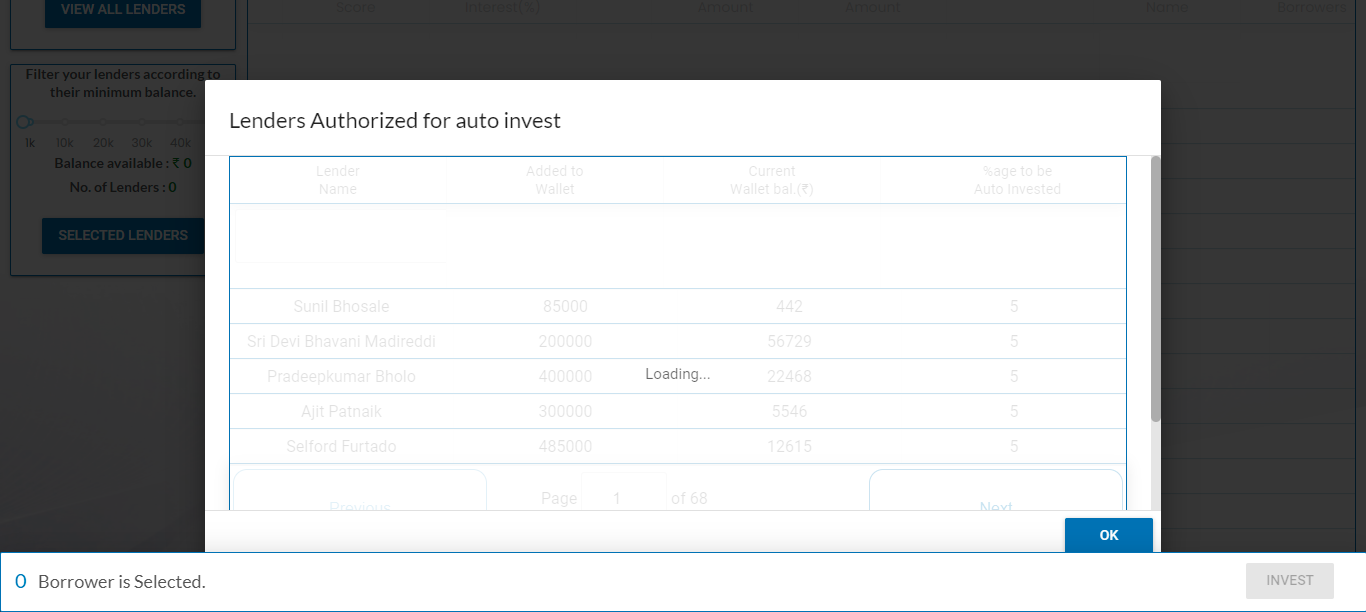 VIEW ALL LENDERS
Score Interest(%) Amount Amount Name Borrowers
Filter your lenders according to
their minimum balance.
1k 10k 20k 30k 40k
Balance available : ₹ 0
No. of Lenders : 0
SELECTED LENDERS
Lenders Authorized for auto invest
Lender
Name
Added to
Wallet
Current
Wallet bal.(₹)
%age to be
Auto Invested
Sunil Bhosale 85000 442 5
Sri Devi Bhavani Madireddi 200000 56729 5
Pradeepkumar Bholo 400000 22468 5
Loading...
Ajit Patnaik 300000 5546 5
Selford Furtado 485000 12615 5
Previous Page 1 of 68 Next
OK
0 Borrower is Selected.
INVEST